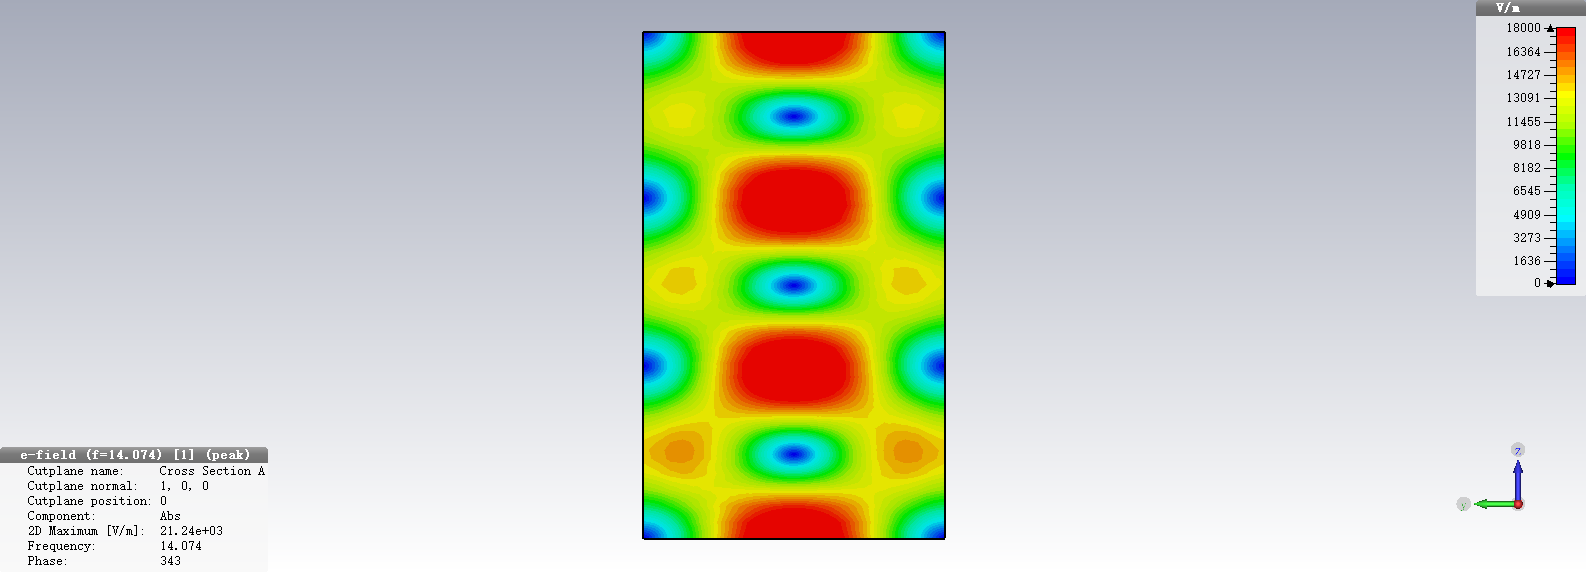 V/m
18000
16364
14727
13091
11455
9818
8182
6545
4909
3273
1636
0
e-field (f=14.074) [1] (peak)
Cutplane name: Cross Section A
Cutplane normal: 1, 0, 0
Cutplane position: 0
Component: Abs
2D Maximum [V/m]: 21.24e+03
Frequency: 14.074
Phase: 343
z
y